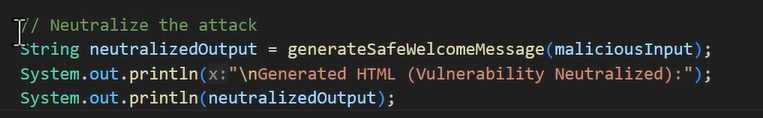 // Neutralize the attack
String neutralizedOutput = generateSafeWelcomeMessage(maliciousInput);
System.out.println(x:"\nGenerated HTML (Vulnerability Neutralized):");
System.out.println(neutralizedOutput);